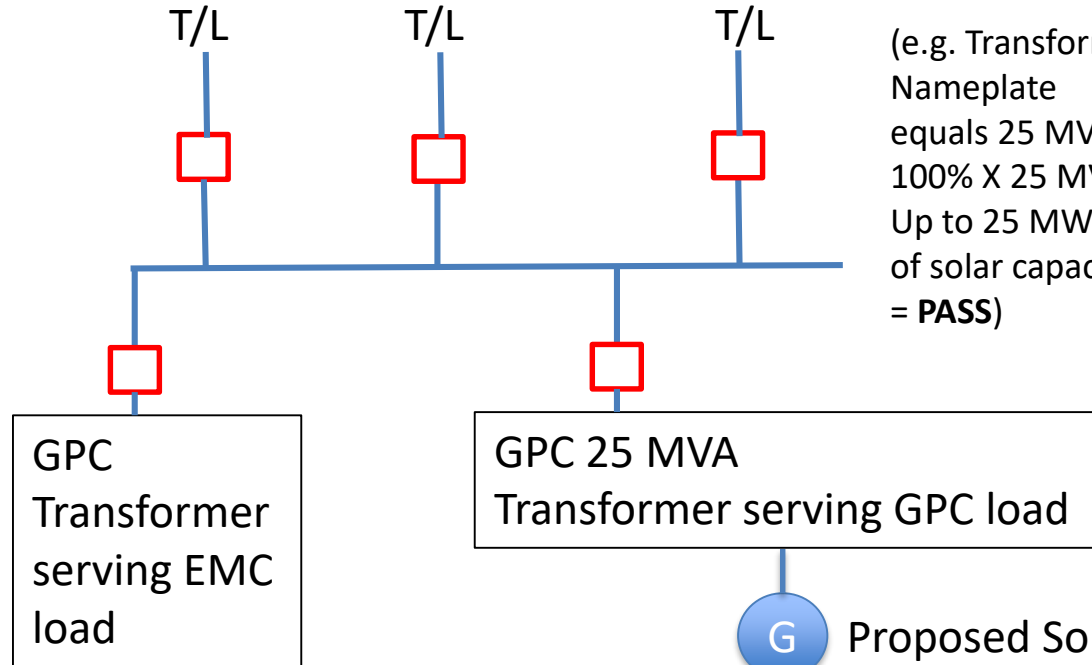 T/L
T/L
T/L
(e.g. Transfor
Nameplate
equals 25 MV
100% X 25 M
Up to 25 MW
of solar capac
= PASS)
GPC
Transformer
serving EMC
load
GPC 25 MVA
Transformer serving GPC load
G
Proposed So